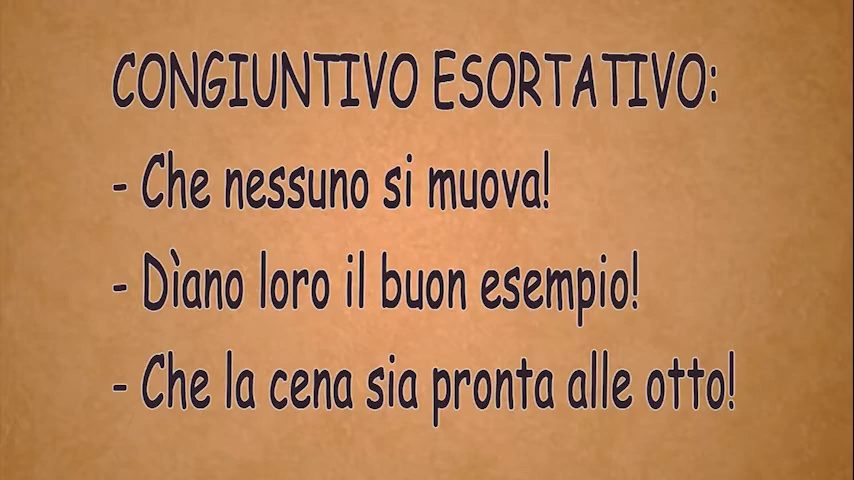 CONGIUNTIVO ESORTATIVO:
- Che nessuno si muova!
- Dìano loro il buon esempio!
- Che la cena sia pronta alle otto!